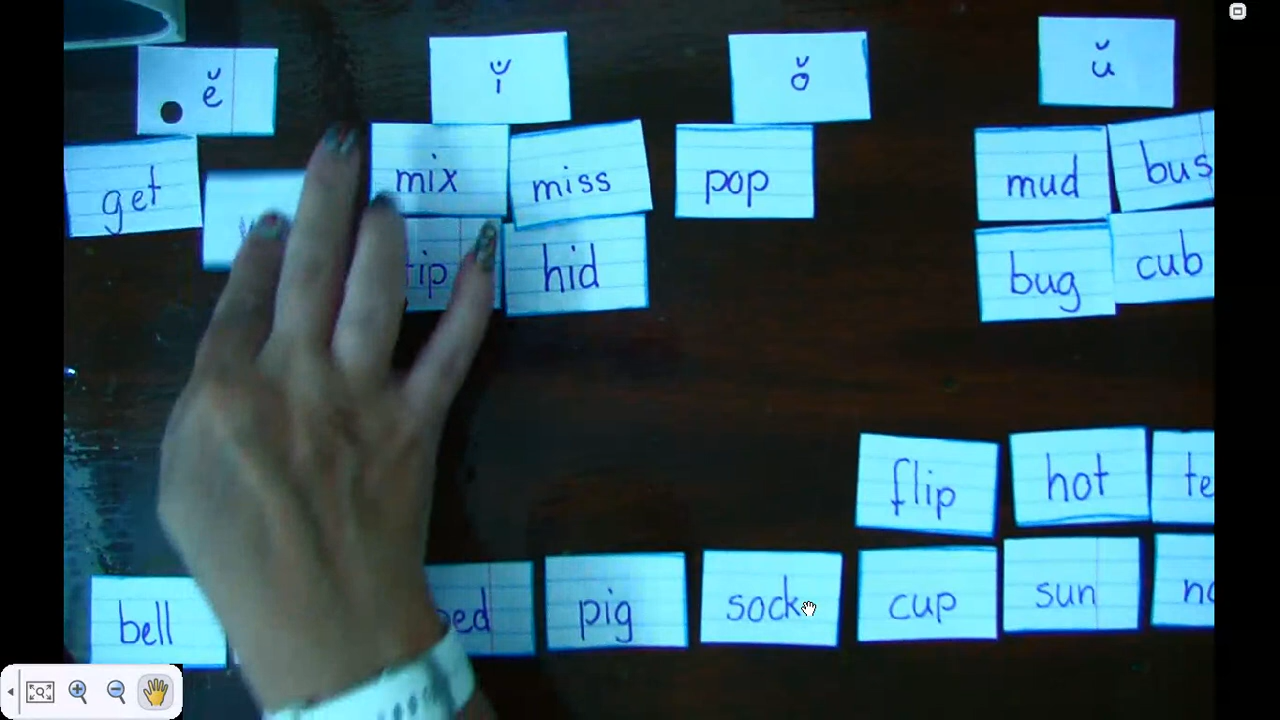 ĕ ĭ ŏ ŭ
get mix miss pop mud bus
hid bug cub
flip hot
bell pig sock cup sun